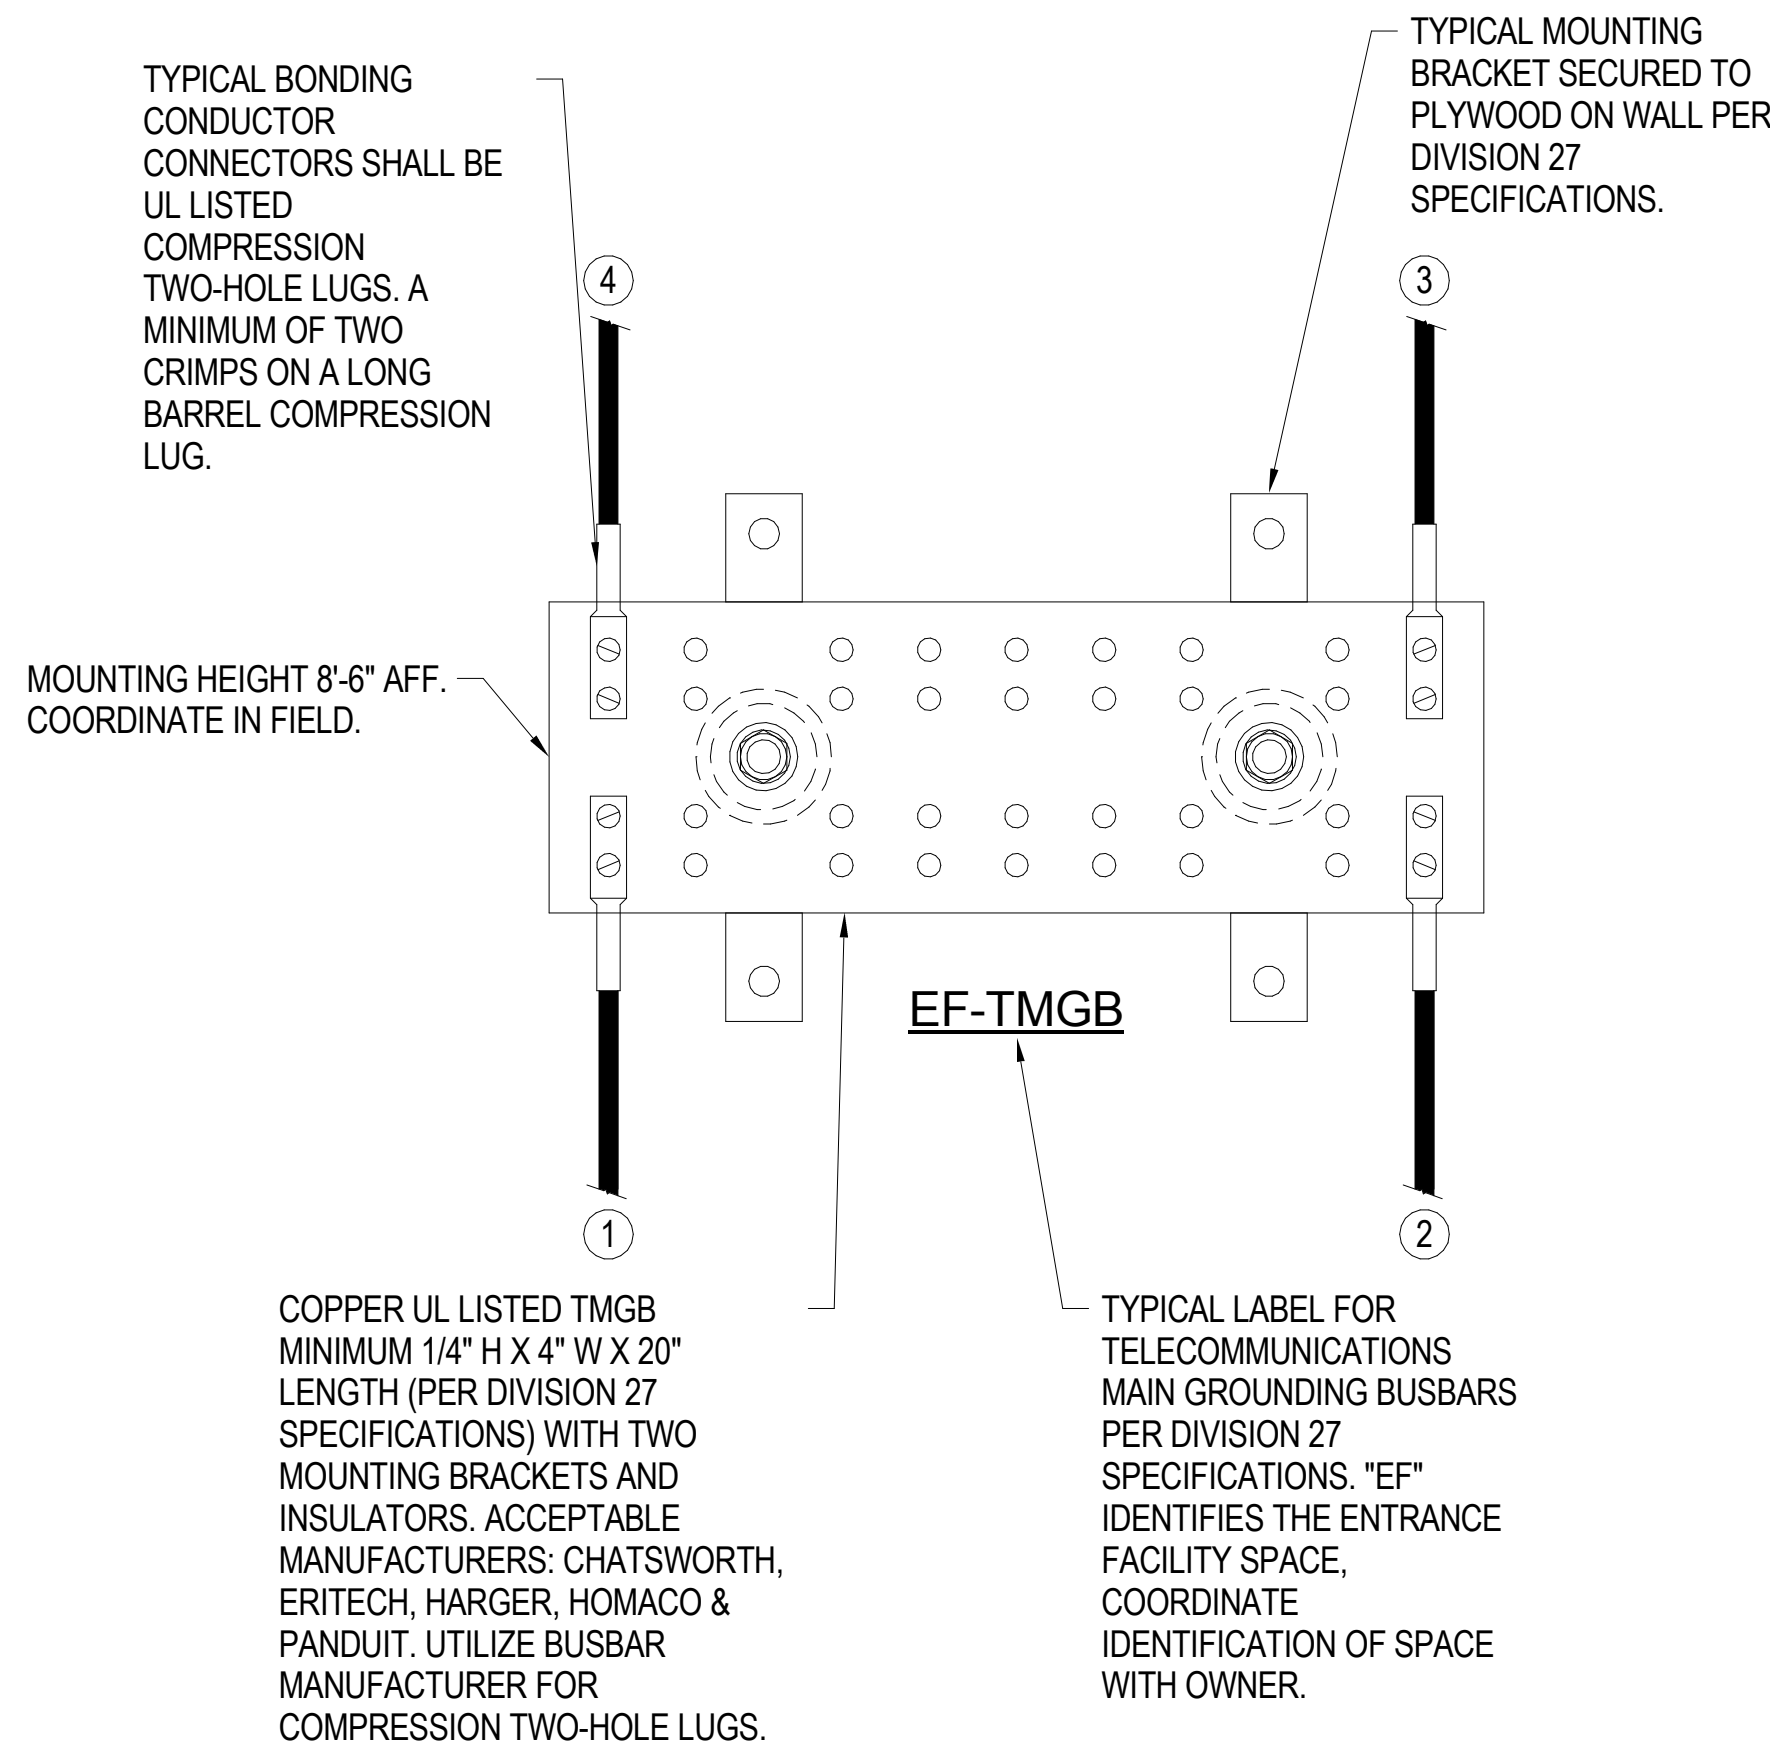 TYPICAL MOUNTING
BRACKET SECURED TO
PLYWOOD ON WALL PER
DIVISION 27
SPECIFICATIONS.
TYPICAL BONDING
CONDUCTOR
CONNECTORS SHALL BE
UL LISTED
COMPRESSION
TWO-HOLE LUGS. A
MINIMUM OF TWO
CRIMPS ON A LONG
BARREL COMPRESSION
LUG.
4
3
MOUNTING HEIGHT 8'-6" AFF.
COORDINATE IN FIELD.
EF-TMGB
1
2
COPPER UL LISTED TMGB
MINIMUM 1/4" H X 4" W X 20"
LENGTH (PER DIVISION 27
SPECIFICATIONS) WITH TWO
MOUNTING BRACKETS AND
INSULATORS. ACCEPTABLE
MANUFACTURERS: CHATSWORTH,
ERITECH, HARGER, HOMACO &
PANDUIT. UTILIZE BUSBAR
MANUFACTURER FOR
COMPRESSION TWO-HOLE LUGS.
TYPICAL LABEL FOR
TELECOMMUNICATIONS
MAIN GROUNDING BUSBARS
PER DIVISION 27
SPECIFICATIONS. "EF"
IDENTIFIES THE ENTRANCE
FACILITY SPACE,
COORDINATE
IDENTIFICATION OF SPACE
WITH OWNER.